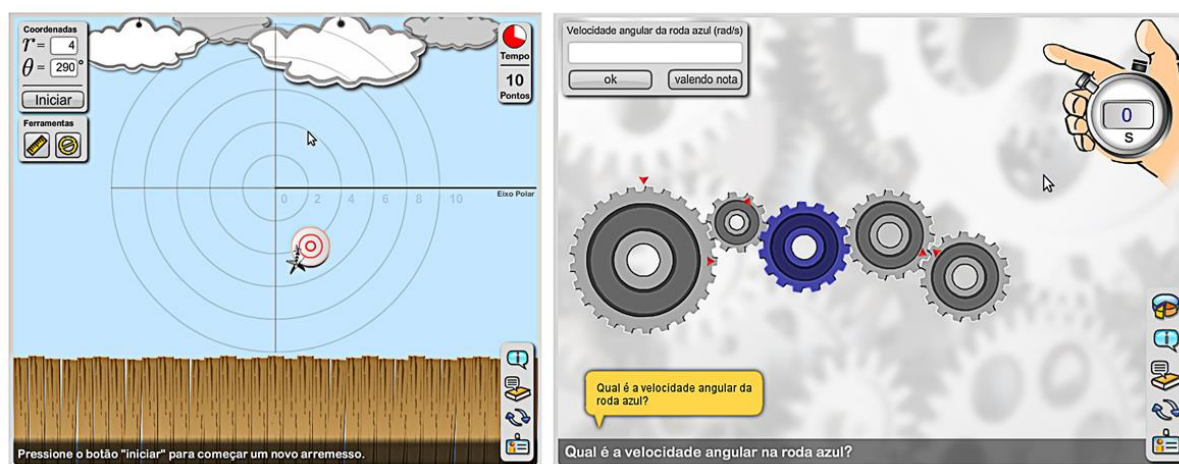 Coordenadas
r = 4
θ = 290 °
Iniciar
Ferramentas
Tempo
10
Pontos
0 2 4 6 8 10
Eixo Polar
Pressione o botão "iniciar" para começar um novo arremesso.
Velocidade angular da roda azul (rad/s)
ok valendo nota
0
S
Qual é a velocidade angular da
roda azul?
Qual é a velocidade angular na roda azul?